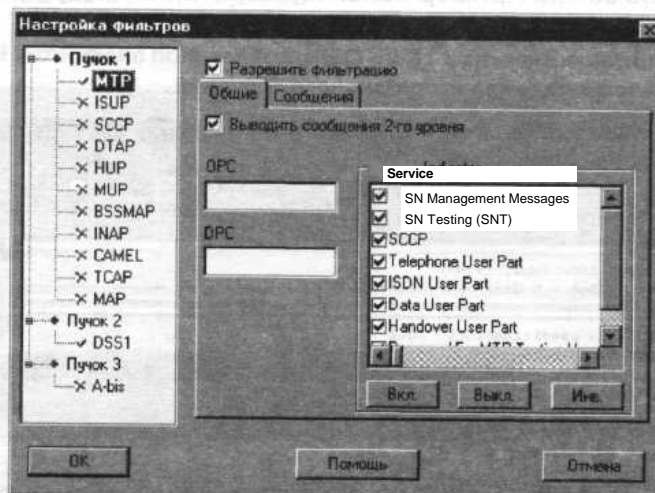 Настройка фильтров
Пучок 1
MTP
ISUP
SCCP
DTAP
HUP
MUP
BSSMAP
INAP
CAMEL
TCAP
MAP
Пучок 2
DSS1
Пучок 3
A-bis
Разрешить фильтрацию
Общие Сообщения
Выводить сообщения 2-го уровня
OPC
DPC
Service
SN Management Messages
SN Testing (SNT)
SCCP
Telephone User Part
ISDN User Part
Data User Part
Handover User Part
Вкл. Выкл. Инв.
OK Помощь Отмена